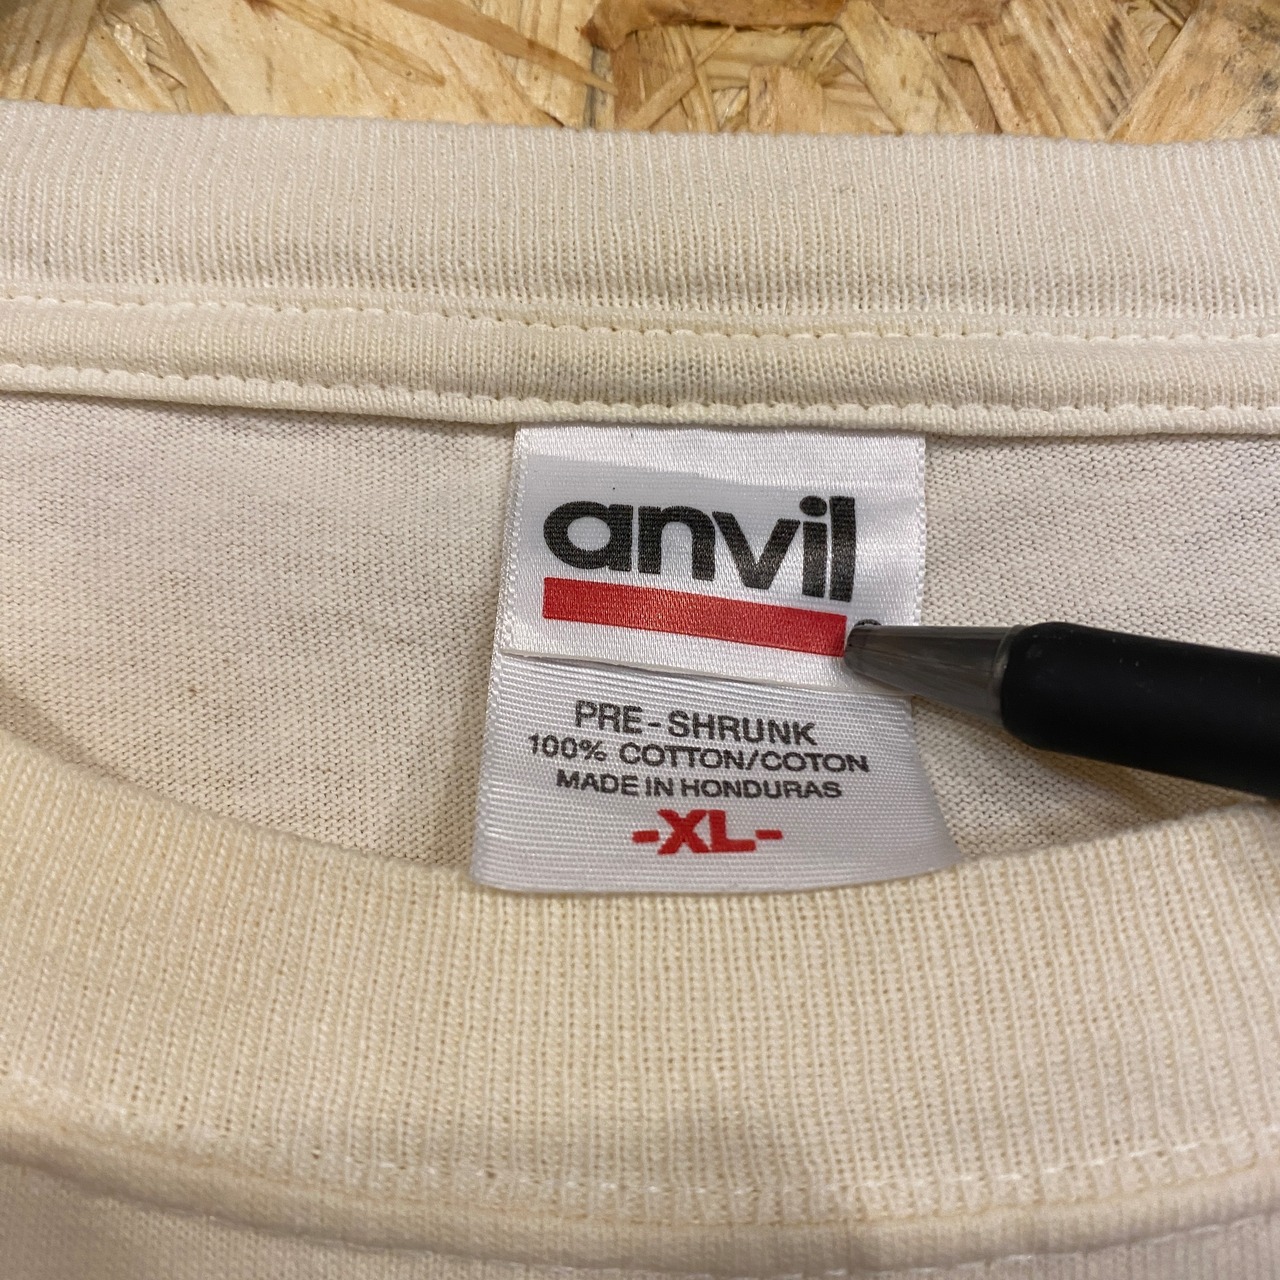 anvil
®
PRE-SHRUNK
100% COTTON/COTON
MADE IN HONDURAS
-XL-